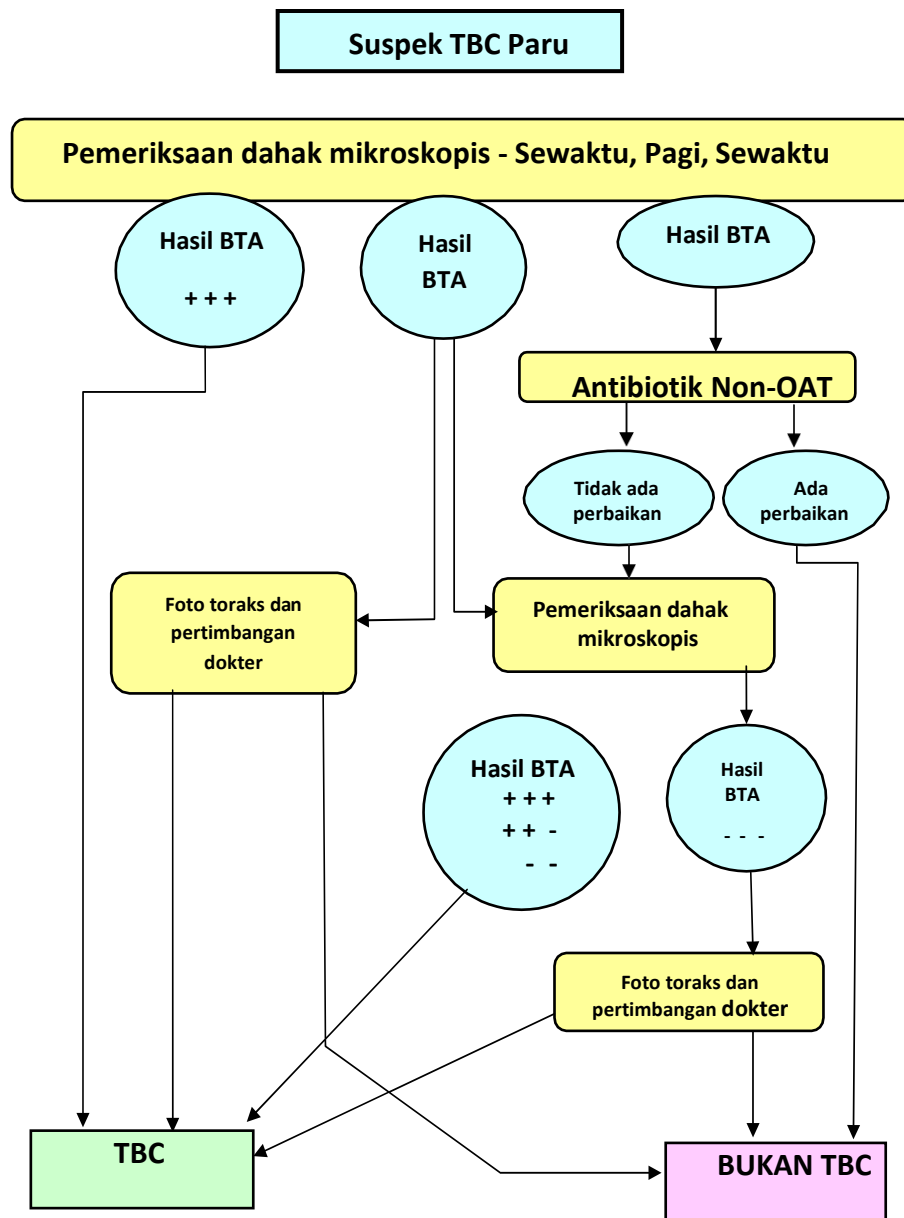 Suspek TBC Paru
Pemeriksaan dahak mikroskopis - Sewaktu, Pagi, Sewaktu
Hasil BTA
+ + +
Hasil
BTA
Hasil BTA
Antibiotik Non-OAT
Tidak ada
perbaikan
Ada
perbaikan
Foto toraks dan
pertimbangan
dokter
Pemeriksaan dahak
mikroskopis
Hasil BTA
+ + +
+ + -
- -
Hasil
BTA
- - -
Foto toraks dan
pertimbangan dokter
TBC
BUKAN TBC